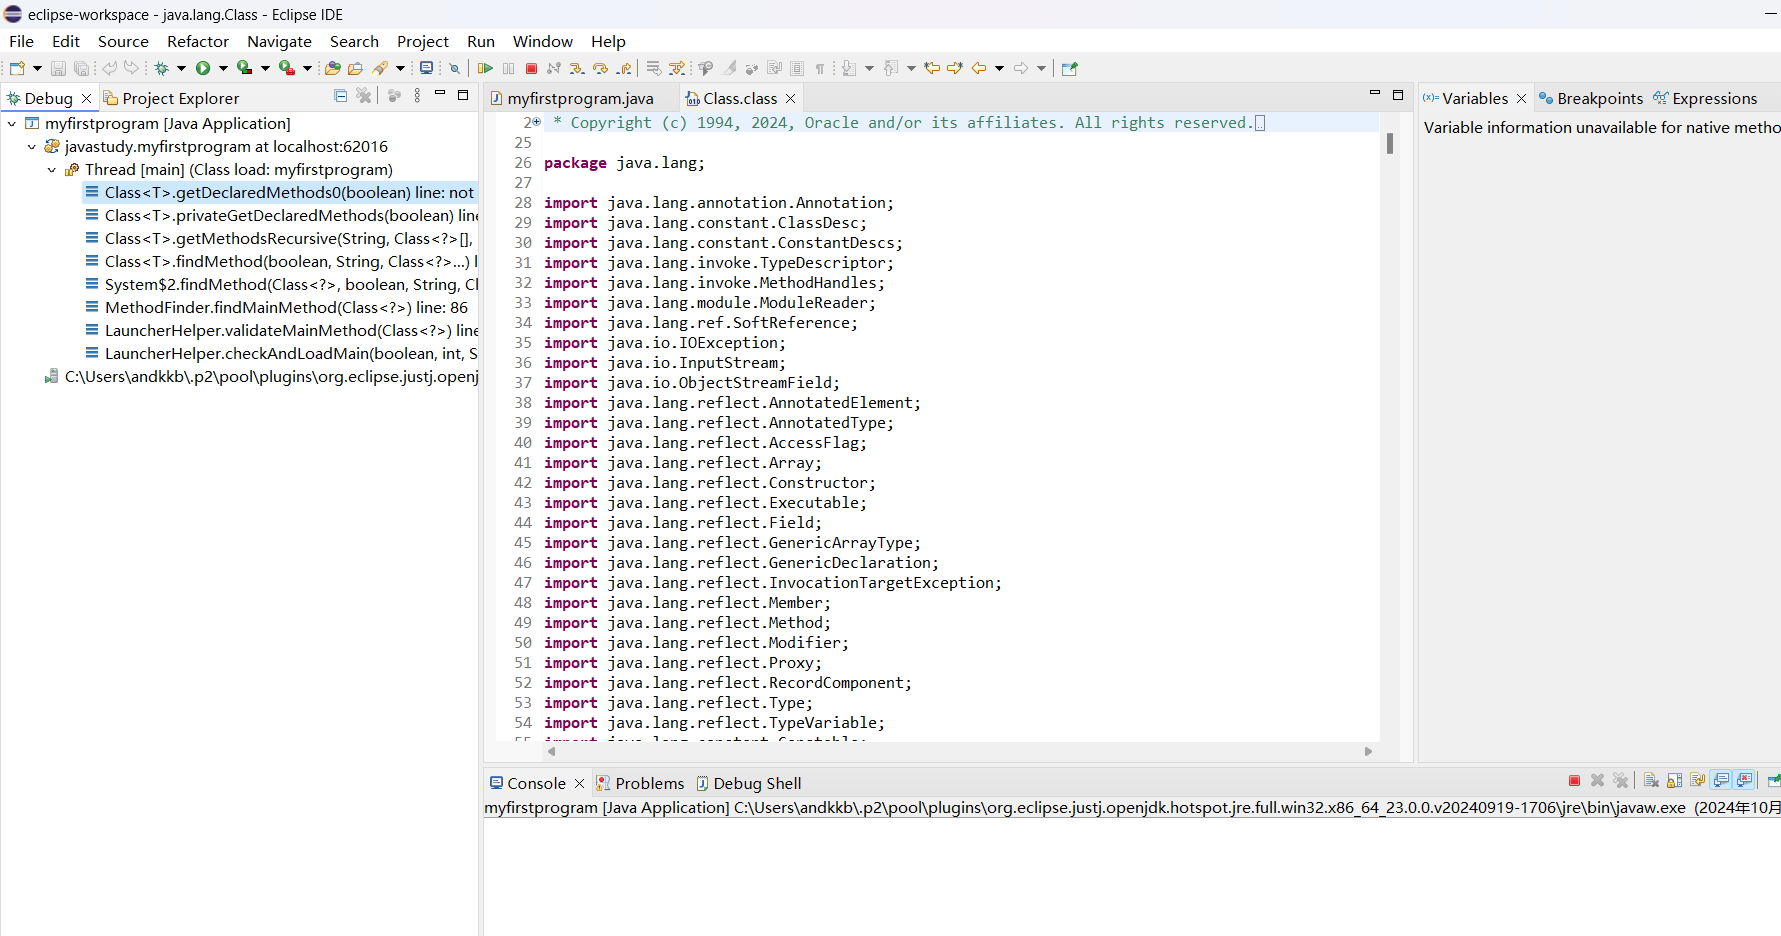 eclipse-workspace - java.lang.Class - Eclipse IDE
File Edit Source Refactor Navigate Search Project Run Window Help
Debug Project Explorer
myfirstprogram [Java Application]
javastudy.myfirstprogram at localhost:62016
Thread [main] (Class load: myfirstprogram)
Class<T>.getDeclaredMethods0(boolean) line: not
Class<T>.privateGetDeclaredMethods(boolean) line
Class<T>.getMethodsRecursive(String, Class<?>[],
Class<T>.findMethod(boolean, String, Class<?>...) l
System$2.findMethod(Class<?>, boolean, String, Cl
MethodFinder.findMainMethod(Class<?>) line: 86
LauncherHelper.validateMainMethod(Class<?>) line
LauncherHelper.checkAndLoadMain(boolean, int, S
C:\Users\andkkb\.p2\pool\plugins\org.eclipse.justj.openj
myfirstprogram.java Class.class
2 * Copyright (c) 1994, 2024, Oracle and/or its affiliates. All rights reserved.
25
26 package java.lang;
27
28 import java.lang.annotation.Annotation;
29 import java.lang.constant.ClassDesc;
30 import java.lang.constant.ConstantDescs;
31 import java.lang.invoke.TypeDescriptor;
32 import java.lang.invoke.MethodHandles;
33 import java.lang.module.ModuleReader;
34 import java.lang.ref.SoftReference;
35 import java.io.IOException;
36 import java.io.InputStream;
37 import java.io.ObjectStreamField;
38 import java.lang.reflect.AnnotatedElement;
39 import java.lang.reflect.AnnotatedType;
40 import java.lang.reflect.AccessFlag;
41 import java.lang.reflect.Array;
42 import java.lang.reflect.Constructor;
43 import java.lang.reflect.Executable;
44 import java.lang.reflect.Field;
45 import java.lang.reflect.GenericArrayType;
46 import java.lang.reflect.GenericDeclaration;
47 import java.lang.reflect.InvocationTargetException;
48 import java.lang.reflect.Member;
49 import java.lang.reflect.Method;
50 import java.lang.reflect.Modifier;
51 import java.lang.reflect.Proxy;
52 import java.lang.reflect.RecordComponent;
53 import java.lang.reflect.Type;
54 import java.lang.reflect.TypeVariable;
55 import java.lang.constant.Constable;
(x)= Variables Breakpoints Expressions
Variable information unavailable for native metho
Console Problems Debug Shell
myfirstprogram [Java Application] C:\Users\andkkb\.p2\pool\plugins\org.eclipse.justj.openjdk.hotspot.jre.full.win32.x86_64_23.0.0.v20240919-1706\jre\bin\javaw.exe (2024年10月